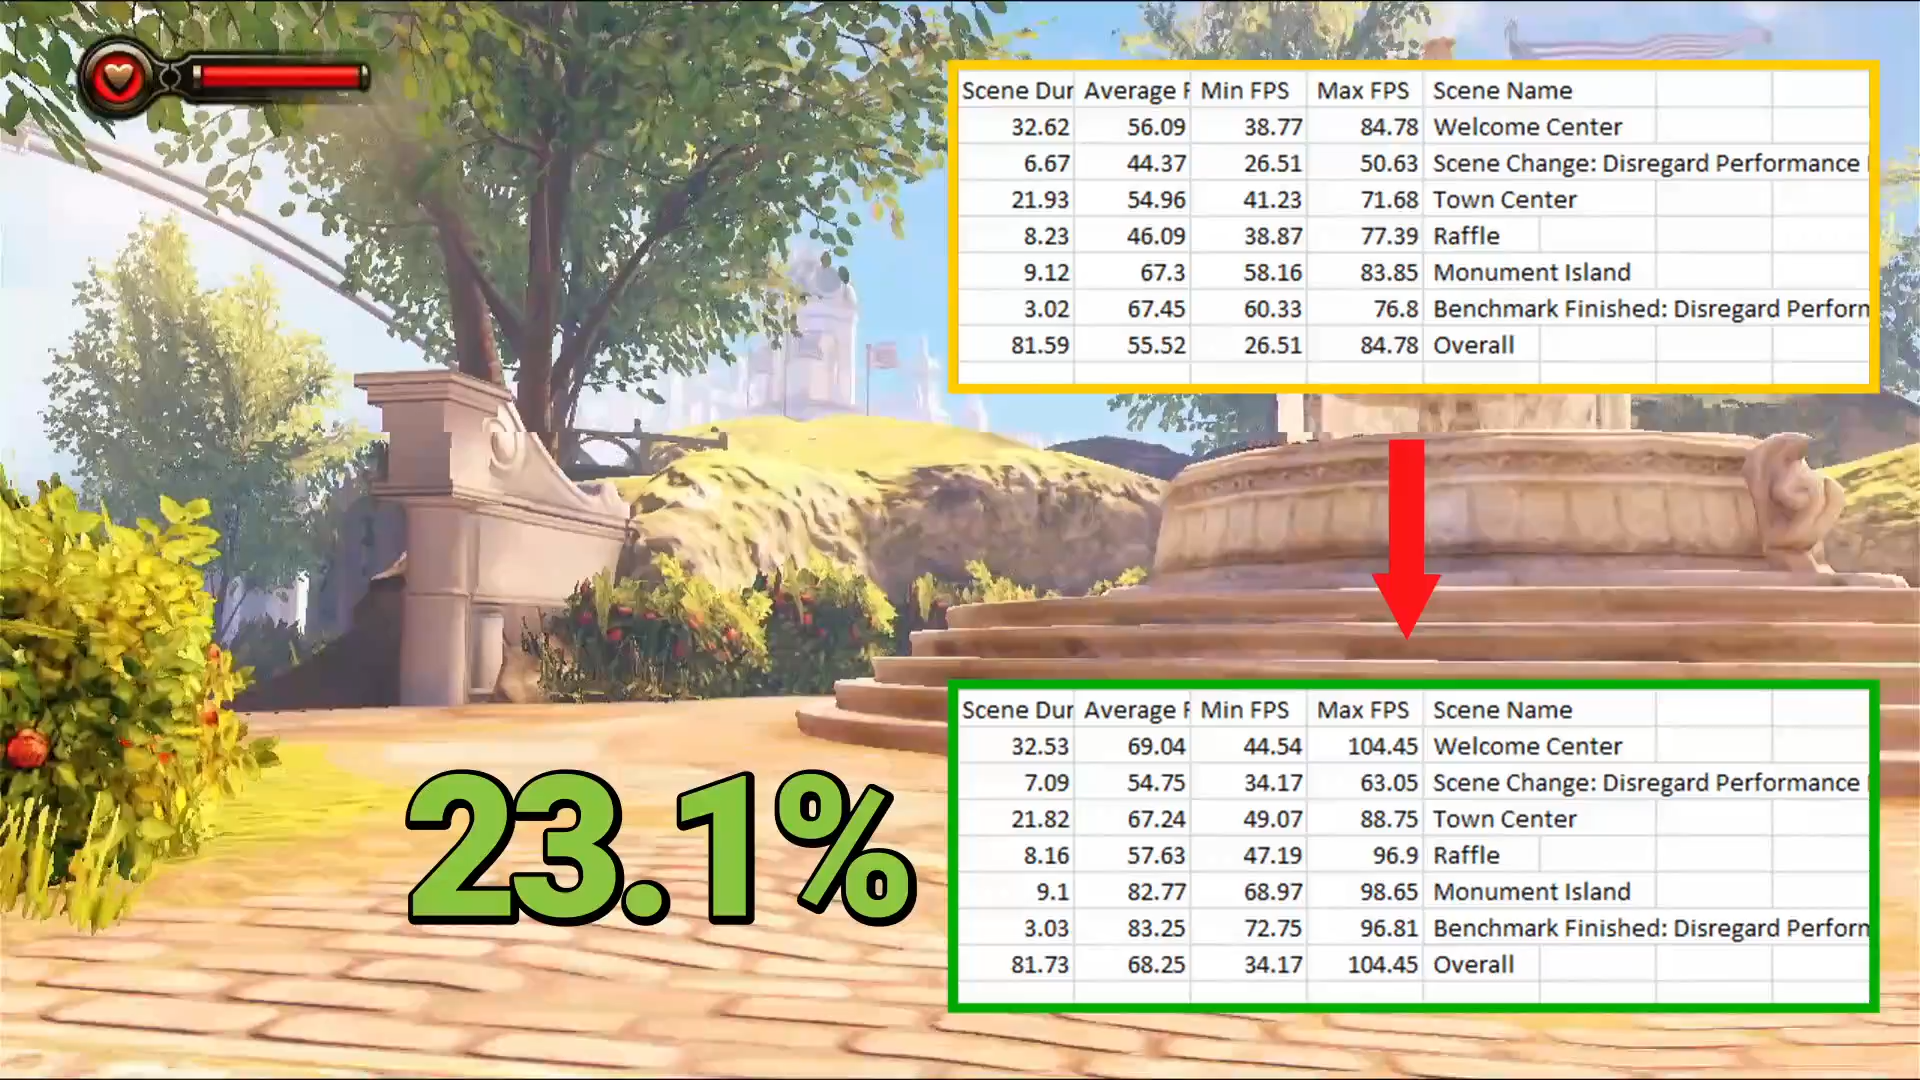 Scene Dur Average F Min FPS Max FPS Scene Name
32.62 56.09 38.77 84.78 Welcome Center
6.67 44.37 26.51 50.63 Scene Change: Disregard Performance
21.93 54.96 41.23 71.68 Town Center
8.23 46.09 38.87 77.39 Raffle
9.12 67.3 58.16 83.85 Monument Island
3.02 67.45 60.33 76.8 Benchmark Finished: Disregard Perform
81.59 55.52 26.51 84.78 Overall
Scene Dur Average F Min FPS Max FPS Scene Name
32.53 69.04 44.54 104.45 Welcome Center
7.09 54.75 34.17 63.05 Scene Change: Disregard Performance
21.82 67.24 49.07 88.75 Town Center
8.16 57.63 47.19 96.9 Raffle
9.1 82.77 68.97 98.65 Monument Island
3.03 83.25 72.75 96.81 Benchmark Finished: Disregard Perform
81.73 68.25 34.17 104.45 Overall
23.1%